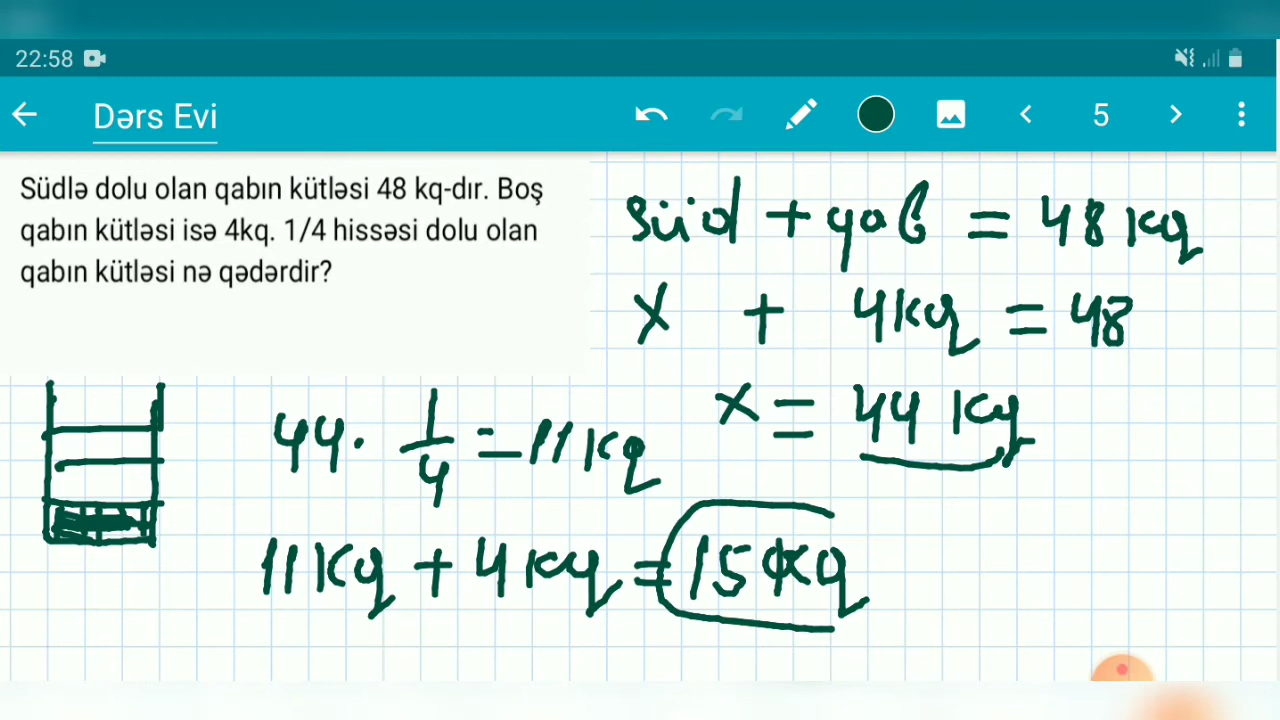 22:58
Dərs Evi
5
Südlə dolu olan qabın kütləsi 48 kq-dır. Boş
qabın kütləsi isə 4kq. 1/4 hissəsi dolu olan
qabın kütləsi nə qədərdir?
süd + qab = 48 kq
x + 4kq = 48
x = 44 kq
44 · 1/4 = 11 kq
11 kq + 4 kq = 15 kq